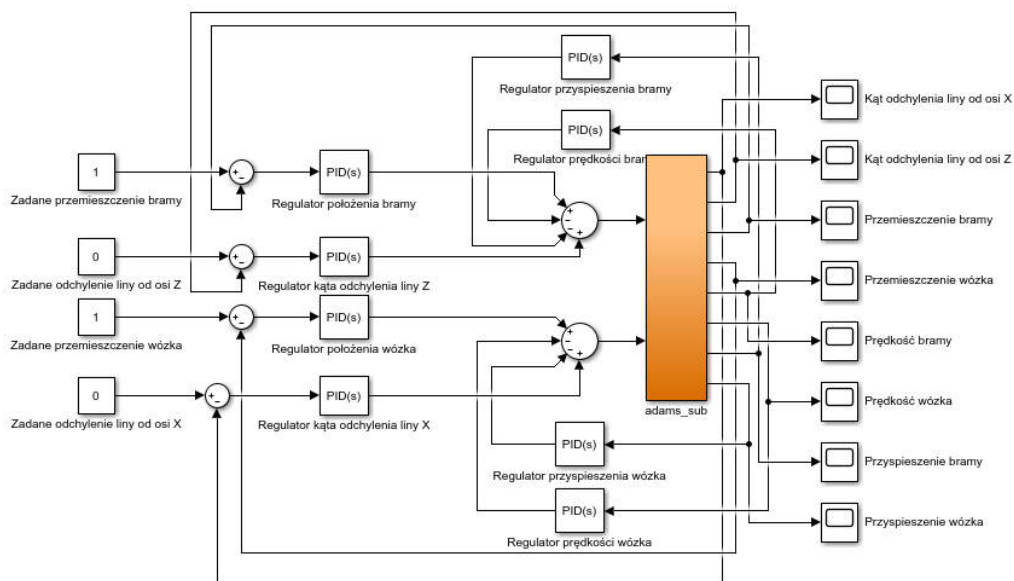 PID(s)
Regulator przyspieszenia bramy
Kąt odchylenia liny od osi X
PID(s)
Regulator prędkości bram
Kąt odchylenia liny od osi Z
1
Zadane przemieszczenie bramy
+
−
PID(s)
Regulator położenia bramy
+
−
−
+
Przemieszczenie bramy
0
Zadane odchylenie liny od osi Z
+
−
PID(s)
Regulator kąta odchylenia liny Z
Przemieszczenie wózka
1
Zadane przemieszczenie wózka
+
−
PID(s)
Regulator położenia wózka
+
−
−
+
Prędkość bramy
0
Zadane odchylenie liny od osi X
+
−
PID(s)
Regulator kąta odchylenia liny X
adams_sub
Prędkość wózka
PID(s)
Regulator przyspieszenia wózka
Przyspieszenie bramy
PID(s)
Regulator prędkości wózka
Przyspieszenie wózka